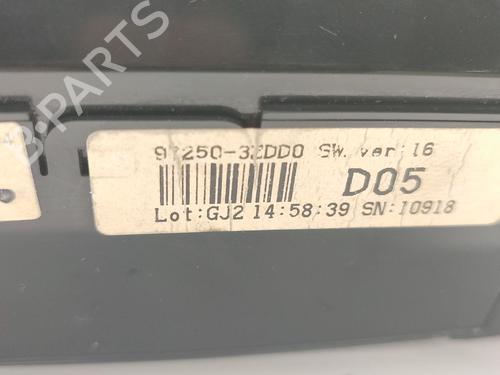 B-PARTS
97250-3ZDD0 SW. ver:16
D05
Lot:GJ2 14:58:39 SN:10918